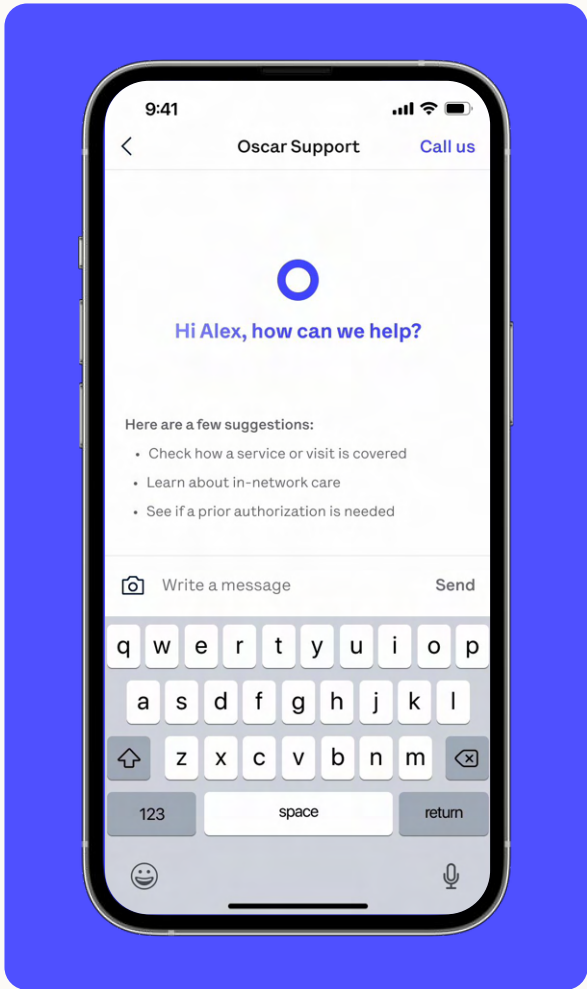 9:41
Oscar Support
Call us
Hi Alex, how can we help?
Here are a few suggestions:
• Check how a service or visit is covered
• Learn about in-network care
• See if a prior authorization is needed
Write a message
Send
q w e r t y u i o p
a s d f g h j k l
z x c v b n m
123 space return